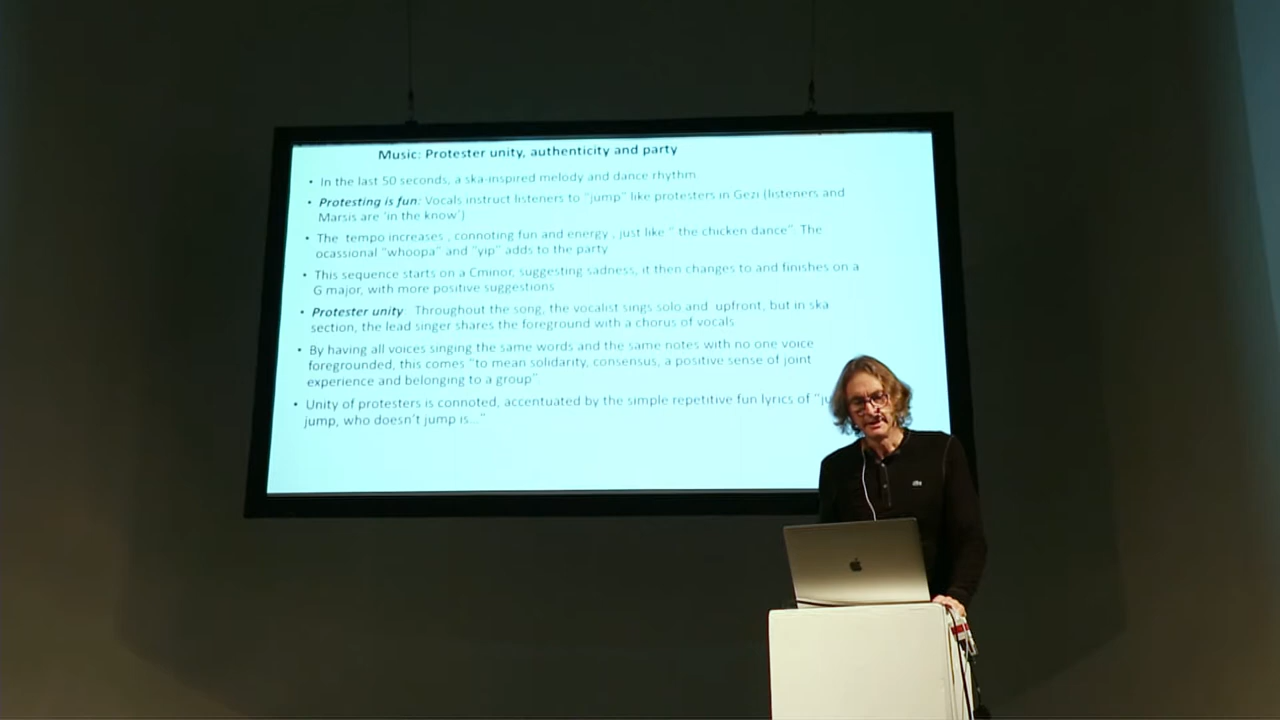 Music: Protester unity, authenticity and party
• In the last 50 seconds, a ska-inspired melody and dance rhythm
• Protesting is fun: Vocals instruct listeners to "jump" like protesters in Gezi (listeners and
Marsis are 'in the know')
• The tempo increases , connoting fun and energy , just like " the chicken dance". The
ocassional "whoopa" and "yip" adds to the party
• This sequence starts on a Cminor, suggesting sadness, it then changes to and finishes on a
G major, with more positive suggestions
• Protester unity Throughout the song, the vocalist sings solo and upfront, but in ska
section, the lead singer shares the foreground with a chorus of vocals
• By having all voices singing the same words and the same notes with no one voice
foregrounded, this comes "to mean solidarity, consensus, a positive sense of joint
experience and belonging to a group".
• Unity of protesters is connoted, accentuated by the simple repetitive fun lyrics of "
jump, who doesn't jump is..."